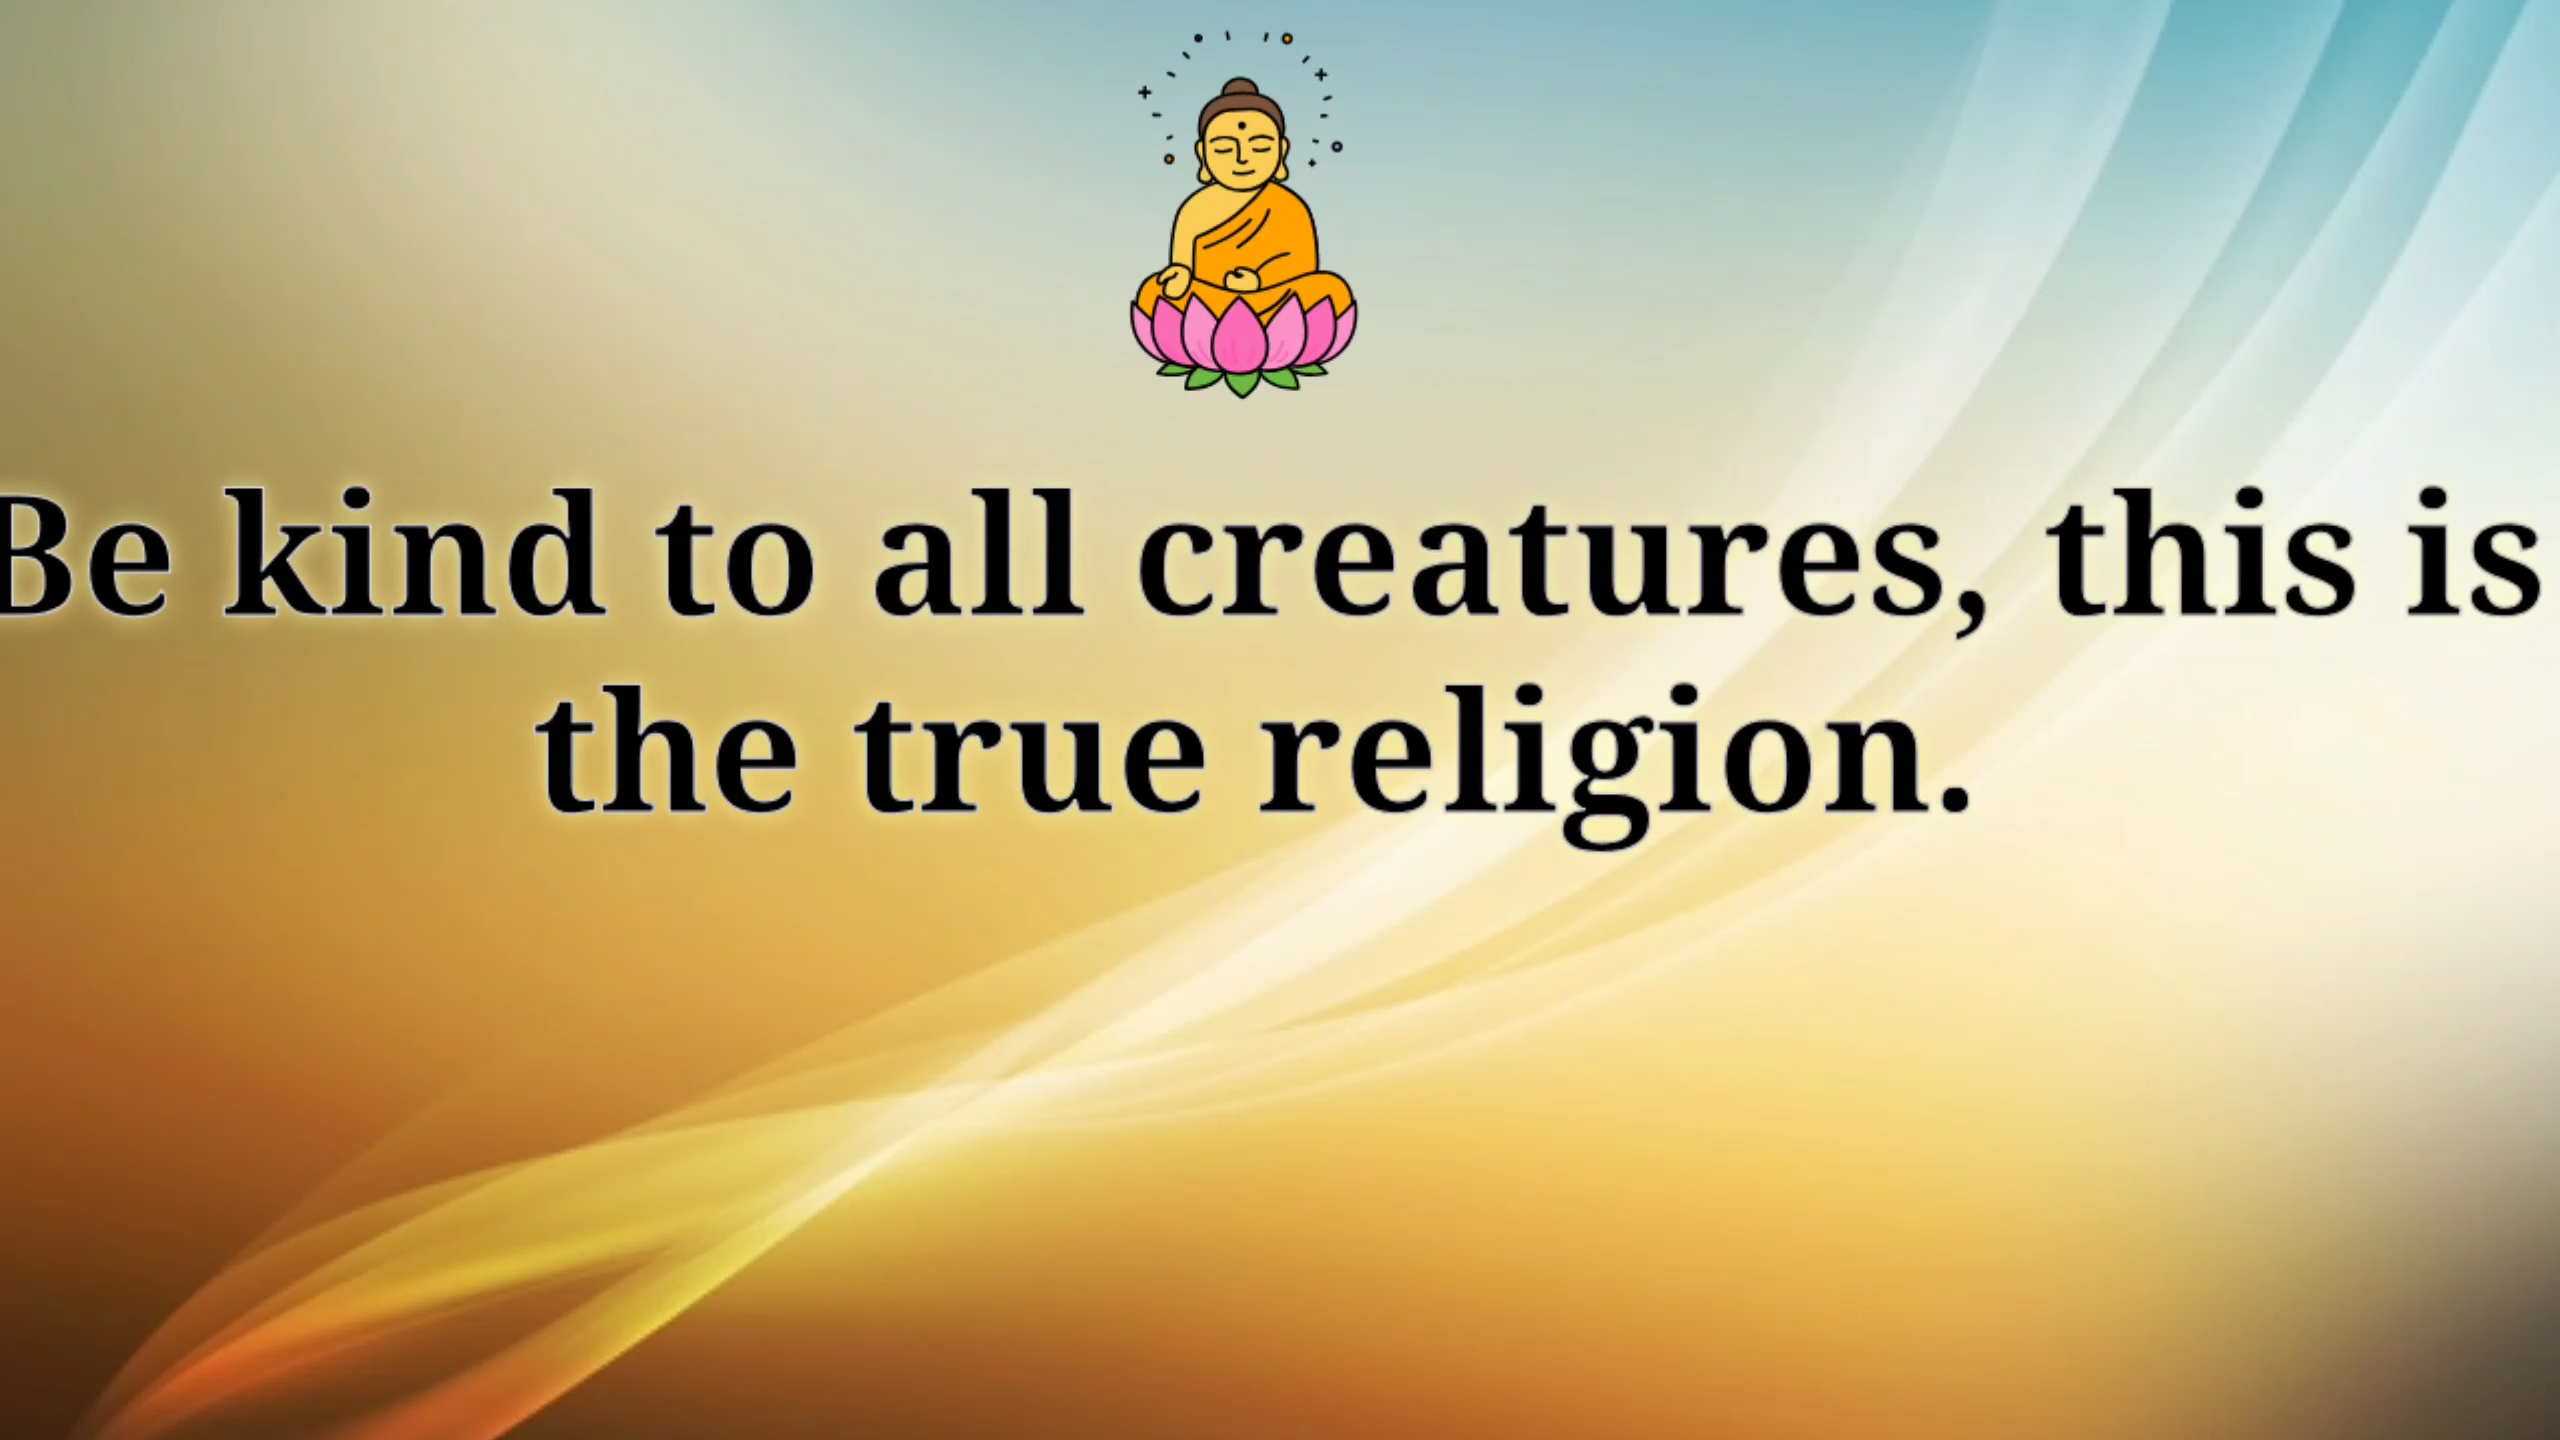 Be kind to all creatures, this is
the true religion.